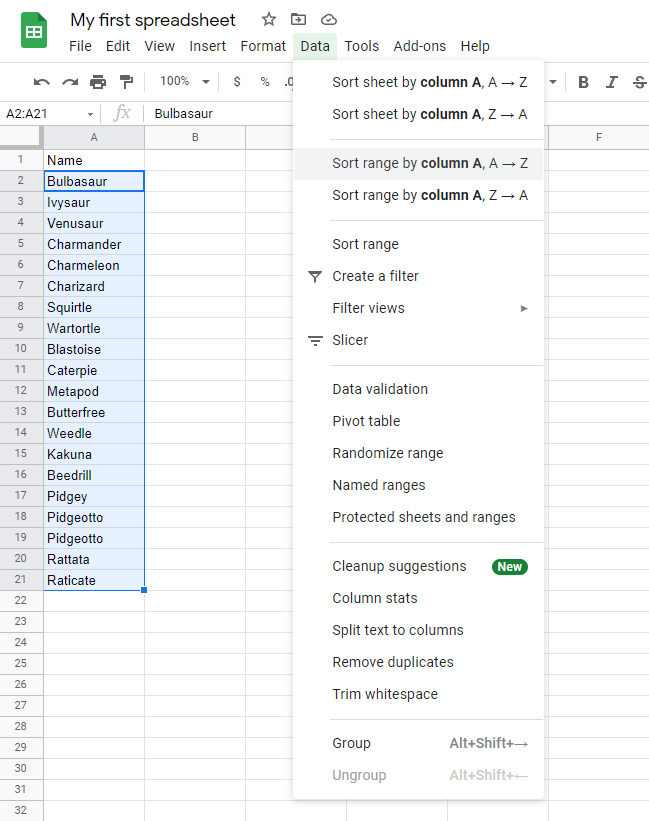 My first spreadsheet
File Edit View Insert Format Data Tools Add-ons Help
100% $ % .0 B I S
A2:A21 fx Bulbasaur
A B F
1 Name
2 Bulbasaur
3 Ivysaur
4 Venusaur
5 Charmander
6 Charmeleon
7 Charizard
8 Squirtle
9 Wartortle
10 Blastoise
11 Caterpie
12 Metapod
13 Butterfree
14 Weedle
15 Kakuna
16 Beedrill
17 Pidgey
18 Pidgeotto
19 Pidgeotto
20 Rattata
21 Raticate
22
23
24
25
26
27
28
29
30
31
32
Sort sheet by column A, A → Z
Sort sheet by column A, Z → A
Sort range by column A, A → Z
Sort range by column A, Z → A
Sort range
Create a filter
Filter views ►
Slicer
Data validation
Pivot table
Randomize range
Named ranges
Protected sheets and ranges
Cleanup suggestions New
Column stats
Split text to columns
Remove duplicates
Trim whitespace
Group Alt+Shift+→
Ungroup Alt+Shift+←